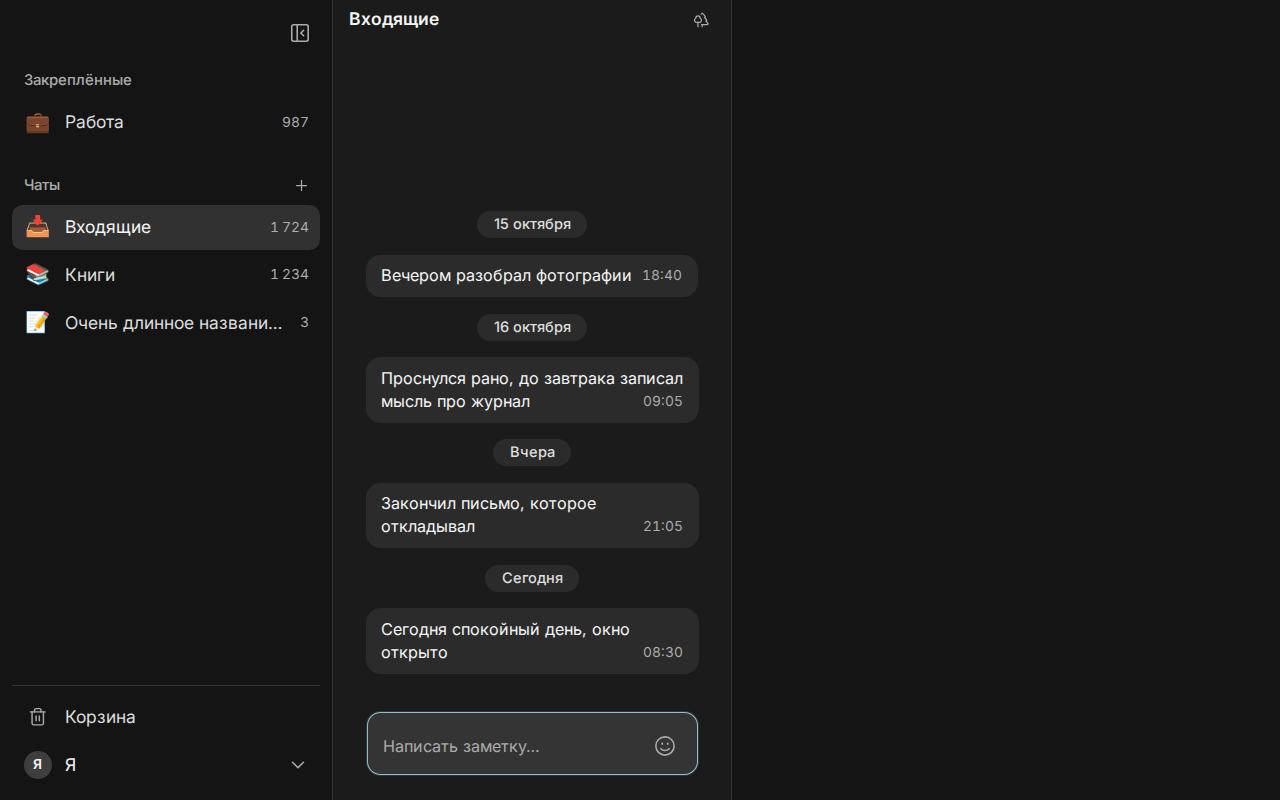 Закреплённые
Работа 987
Чаты
Входящие 1 724
Книги 1 234
Очень длинное названи... 3
Корзина
Я Я
Входящие
15 октября
Вечером разобрал фотографии 18:40
16 октября
Проснулся рано, до завтрака записал
мысль про журнал 09:05
Вчера
Закончил письмо, которое
откладывал 21:05
Сегодня
Сегодня спокойный день, окно
открыто 08:30
Написать заметку...